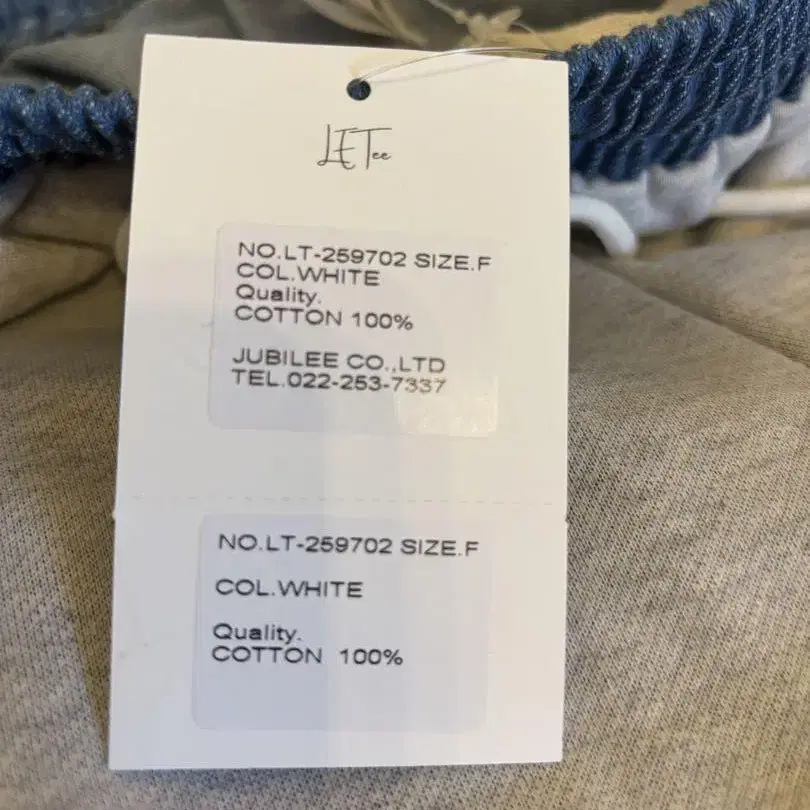 LETee
NO.LT-259702 SIZE.F
COL.WHITE
Quality.
COTTON 100%
JUBILEE CO.,LTD
TEL.022-253-7337
NO.LT-259702 SIZE.F
COL.WHITE
Quality.
COTTON 100%